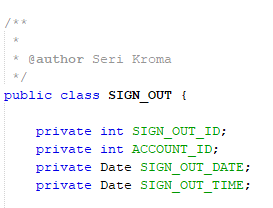 /**
 *
 * @author Seri Kroma
 */
public class SIGN_OUT {
    private int SIGN_OUT_ID;
    private int ACCOUNT_ID;
    private Date SIGN_OUT_DATE;
    private Date SIGN_OUT_TIME;